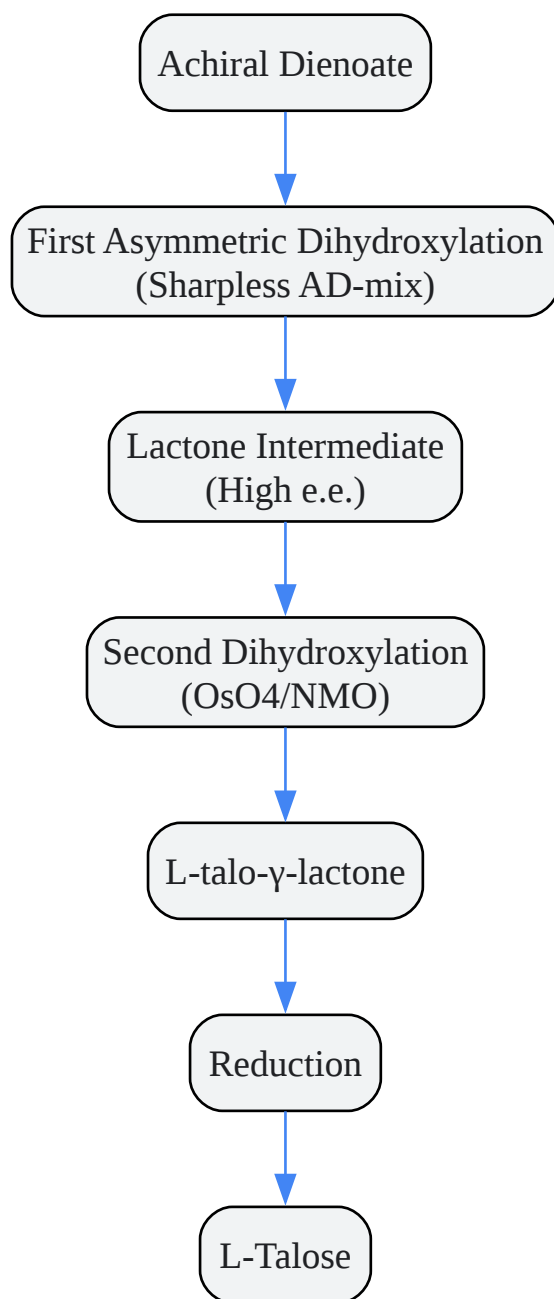 Achiral Dienoate
First Asymmetric Dihydroxylation
(Sharpless AD-mix)
Lactone Intermediate
(High e.e.)
Second Dihydroxylation
(OsO4/NMO)
L-talo-γ-lactone
Reduction
L-Talose